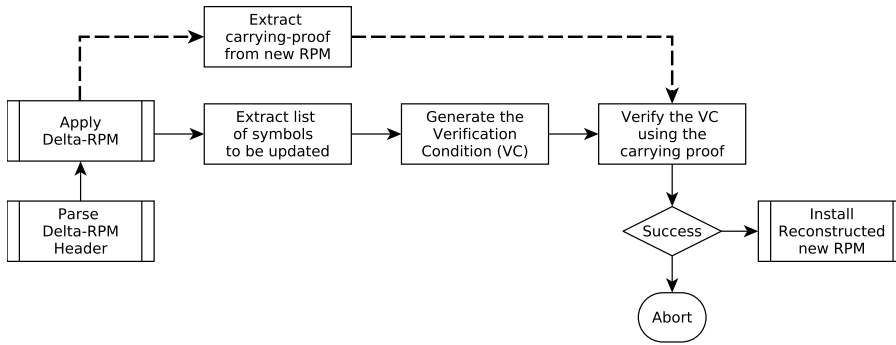 Extract
carrying-proof
from new RPM
Apply
Delta-RPM
Extract list
of symbols
to be updated
Generate the
Verification
Condition (VC)
Verify the VC
using the
carrying proof
Parse
Delta-RPM
Header
Success
Install
Reconstructed
new RPM
Abort